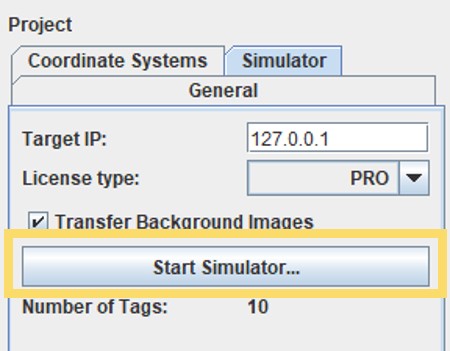 Project
Coordinate Systems
Simulator
General
Target IP: 127.0.0.1
License type: PRO
Transfer Background Images
Start Simulator...
Number of Tags: 10